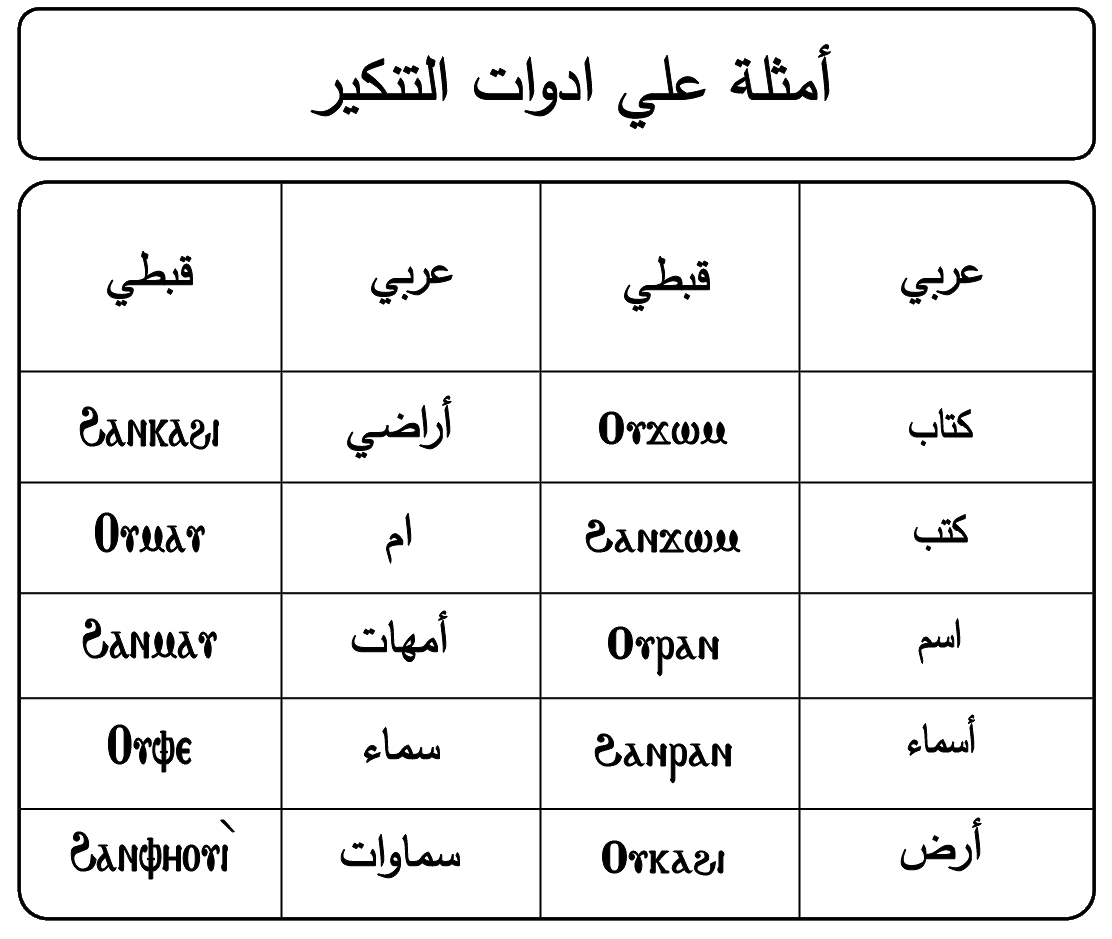 أمثلة علي ادوات التنكير
عربي	قبطي	عربي	قبطي
كتاب	Ⲟⲩϫⲱⲙ	أراضي	Ϩⲁⲛⲕⲁϩⲓ
كتب	Ϩⲁⲛϫⲱⲙ	ام	Ⲟⲩⲙⲁⲩ
اسم	Ⲟⲩⲣⲁⲛ	أمهات	Ϩⲁⲛⲙⲁⲩ
أسماء	Ϩⲁⲛⲣⲁⲛ	سماء	Ⲟⲩⲫⲉ
أرض	Ⲟⲩⲕⲁϩⲓ	سماوات	Ϩⲁⲛⲫⲏⲟⲩⲓ̀